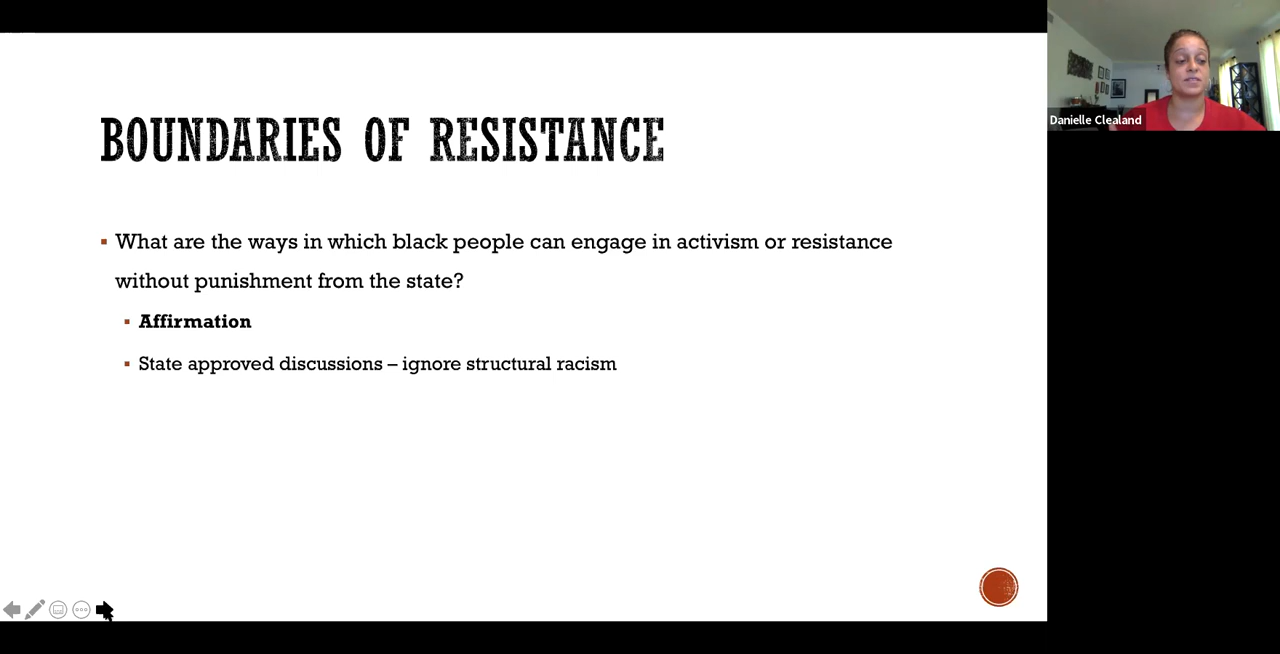 BOUNDARIES OF RESISTANCE
What are the ways in which black people can engage in activism or resistance
without punishment from the state?
Affirmation
State approved discussions – ignore structural racism
Danielle Clealand